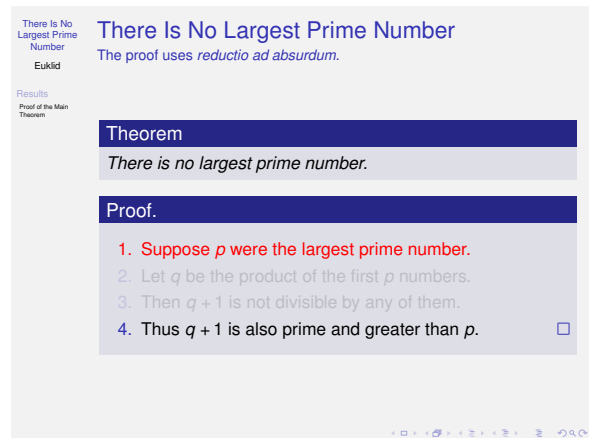 There Is No
Largest Prime
Number
Euklid
Results
Proof of the Main
Theorem
There Is No Largest Prime Number
The proof uses reductio ad absurdum.
Theorem
There is no largest prime number.
Proof.
1. Suppose p were the largest prime number.
2. Let q be the product of the first p numbers.
3. Then q + 1 is not divisible by any of them.
4. Thus q + 1 is also prime and greater than p.